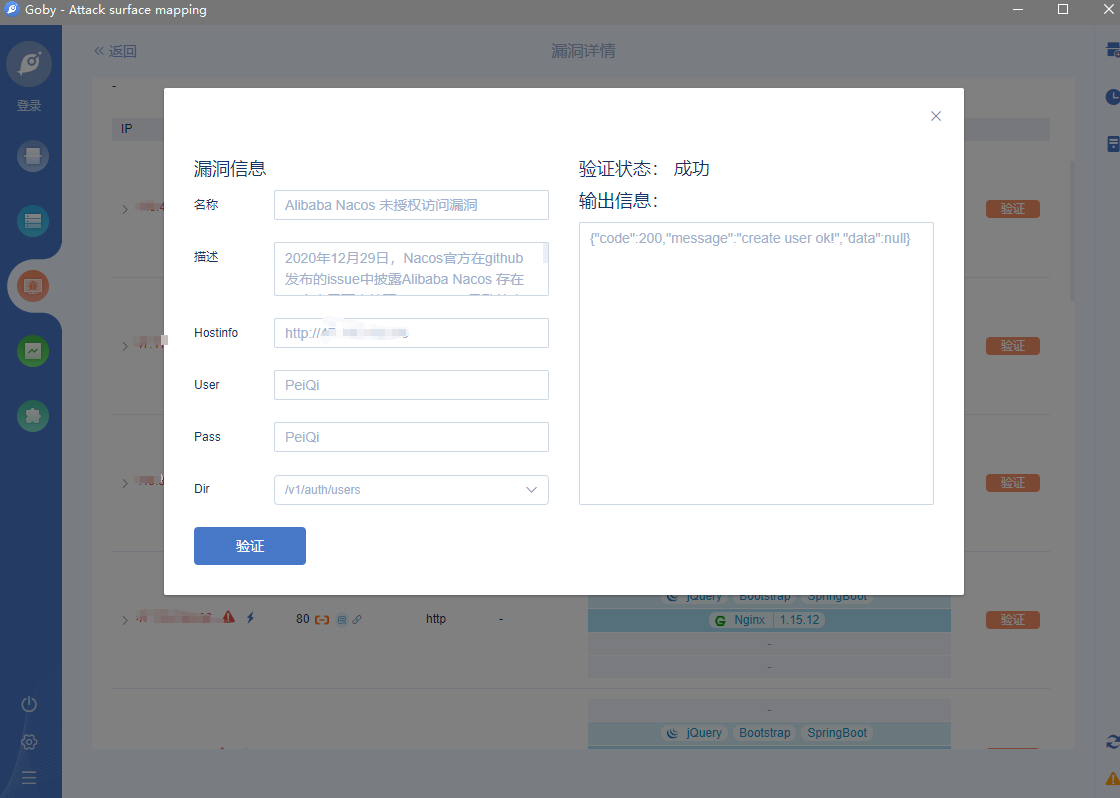 Goby - Attack surface mapping
« 返回
漏洞详情
登录
-
IP
漏洞信息
名称
Alibaba Nacos 未授权访问漏洞
描述
2020年12月29日，Nacos官方在github
发布的issue中披露Alibaba Nacos 存在
Hostinfo
http://
User
PeiQi
Pass
PeiQi
Dir
/v1/auth/users
验证
验证状态： 成功
输出信息：
{"code":200,"message":"create user ok!","data":null}
验证
验证
验证
jQuery Bootstrap SpringBoot
80 http - Nginx 1.15.12 验证
-
-
-
jQuery Bootstrap SpringBoot